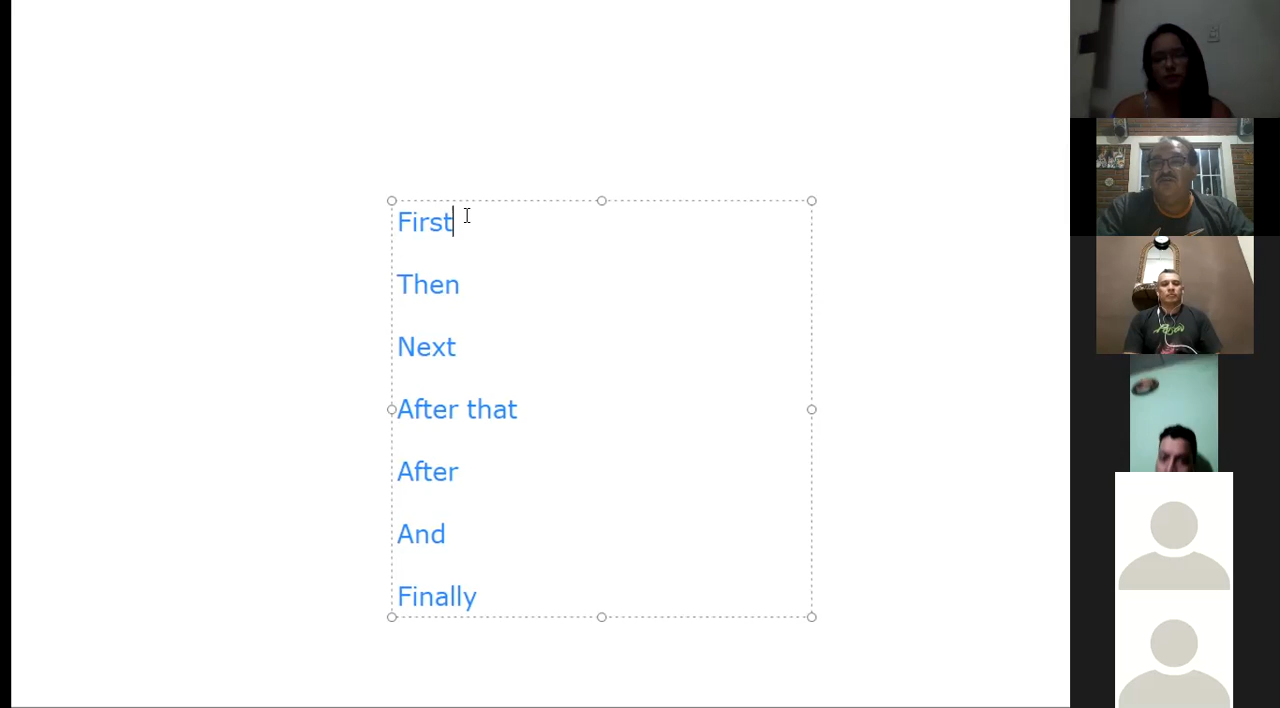 First
Then
Next
After that
After
And
Finally